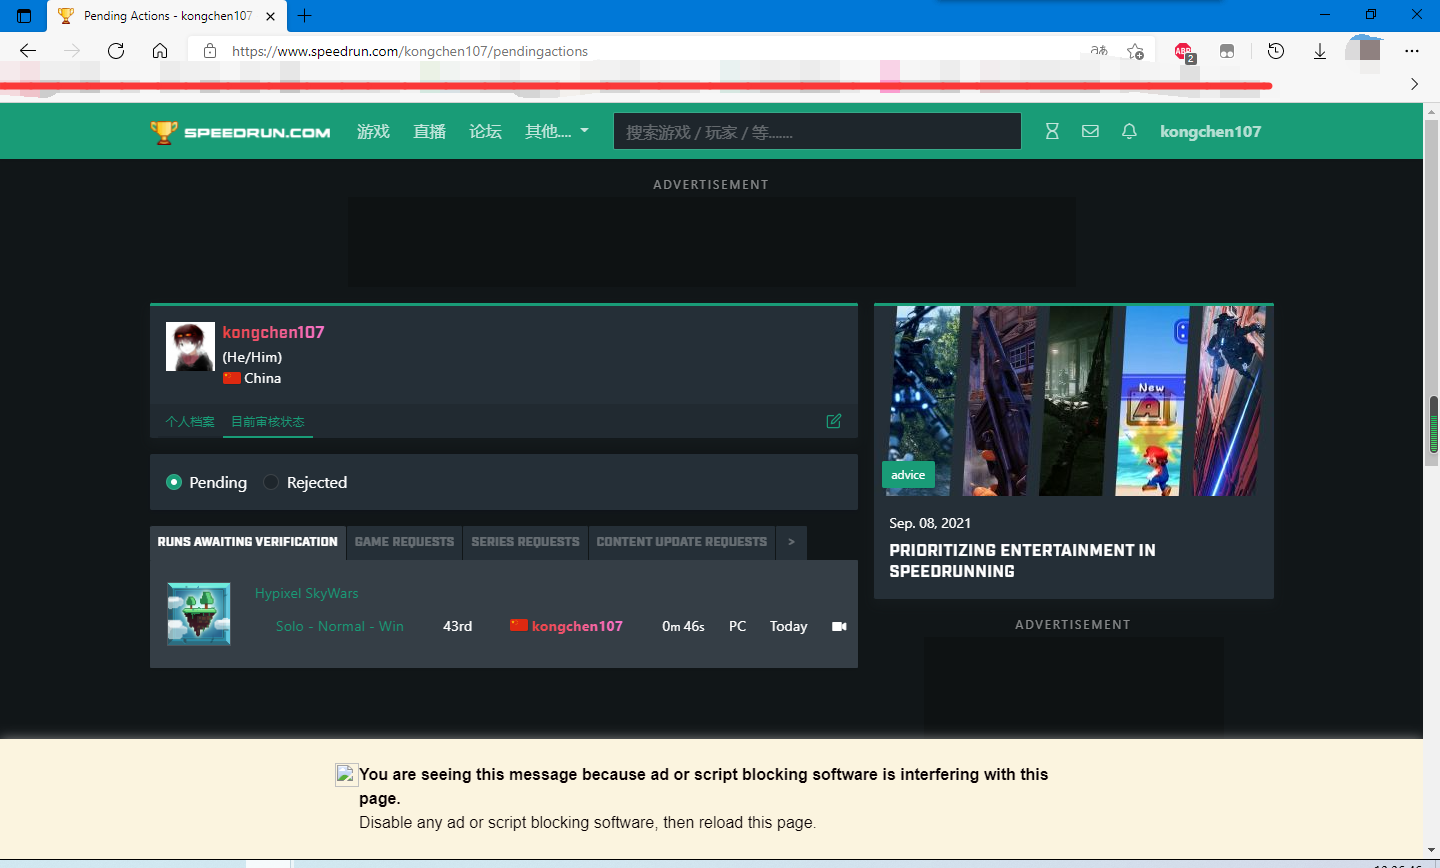 Pending Actions - kongchen107
https://www.speedrun.com/kongchen107/pendingactions
aあ
ABP
2
SPEEDRUN.COM
游戏
直播
论坛
其他....
搜索游戏 / 玩家 / 等.......
kongchen107
ADVERTISEMENT
kongchen107
(He/Him)
China
个人档案
目前审核状态
Pending
Rejected
RUNS AWAITING VERIFICATION
GAME REQUESTS
SERIES REQUESTS
CONTENT UPDATE REQUESTS
>
Hypixel SkyWars
Solo - Normal - Win
43rd
kongchen107
0m 46s
PC
Today
New
A
advice
Sep. 08, 2021
PRIORITIZING ENTERTAINMENT IN
SPEEDRUNNING
ADVERTISEMENT
You are seeing this message because ad or script blocking software is interfering with this
page.
Disable any ad or script blocking software, then reload this page.